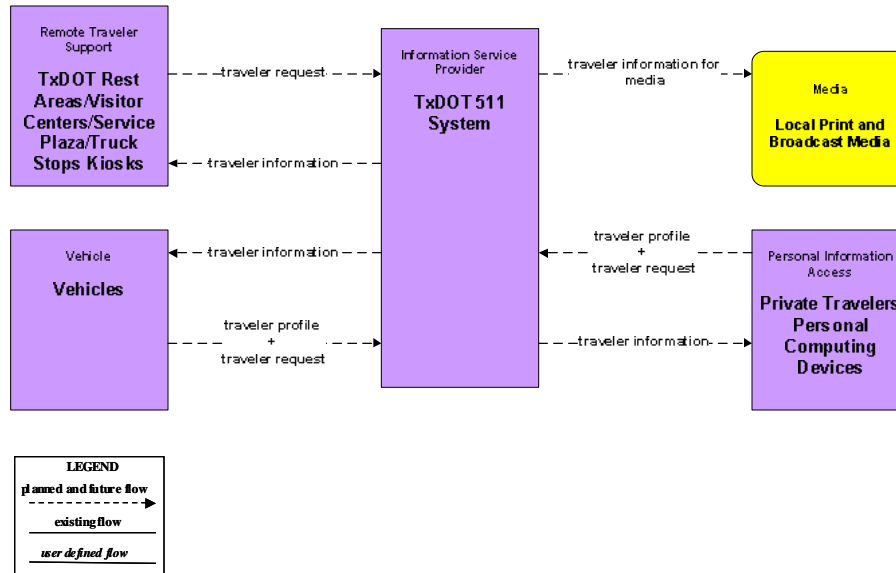 Remote Traveler
Support
TxDOT Rest
Areas/Visitor
Centers/Service
Plaza/Truck
Stops Kiosks
traveler request
traveler information
Information Service
Provider
TxDOT 511
System
traveler information for
media
Media
Local Print and
Broadcast Media
Vehicle
Vehicles
traveler information
traveler profile
+
traveler request
traveler profile
+
traveler request
traveler information
Personal Information
Access
Private Travelers
Personal
Computing
Devices
LEGEND
planned and future flow
existing flow
user defined flow